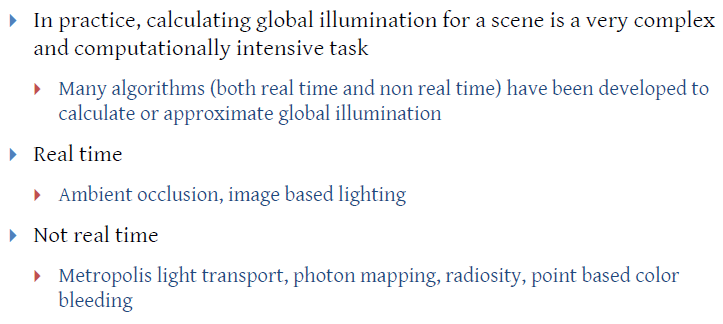 In practice, calculating global illumination for a scene is a very complex
and computationally intensive task
Many algorithms (both real time and non real time) have been developed to
calculate or approximate global illumination
Real time
Ambient occlusion, image based lighting
Not real time
Metropolis light transport, photon mapping, radiosity, point based color
bleeding